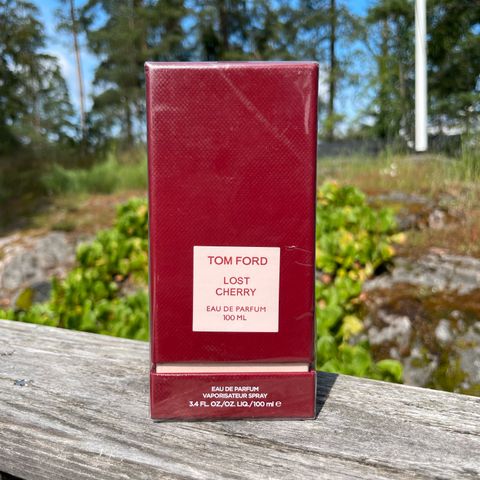 TOM FORD
LOST
CHERRY
EAU DE PARFUM
100 ML
EAU DE PARFUM
VAPORISATEUR SPRAY
3.4 FL. OZ./OZ. LIQ./100 ml ℮